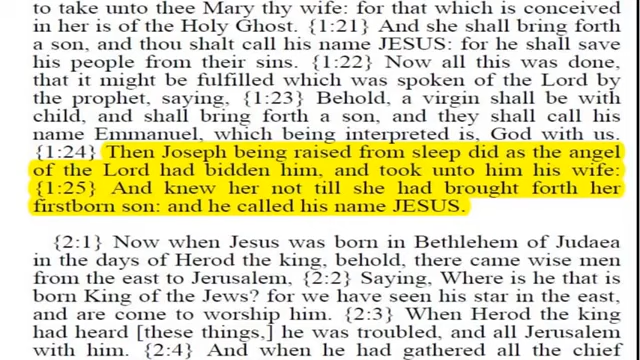 to take unto thee Mary thy wife: for that which is conceived
in her is of the Holy Ghost. {1:21} And she shall bring forth
a son, and thou shalt call his name JESUS: for he shall save
his people from their sins. {1:22} Now all this was done,
that it might be fulfilled which was spoken of the Lord by
the prophet, saying, {1:23} Behold, a virgin shall be with
child, and shall bring forth a son, and they shall call his
name Emmanuel, which being interpreted is, God with us.
{1:24} Then Joseph being raised from sleep did as the angel
of the Lord had bidden him, and took unto him his wife:
{1:25} And knew her not till she had brought forth her
firstborn son: and he called his name JESUS.
{2:1} Now when Jesus was born in Bethlehem of Judaea
in the days of Herod the king, behold, there came wise men
from the east to Jerusalem, {2:2} Saying, Where is he that is
born King of the Jews? for we have seen his star in the east,
and are come to worship him. {2:3} When Herod the king
had heard [these things,] he was troubled, and all Jerusalem
with him. {2:4} And when he had gathered all the chief